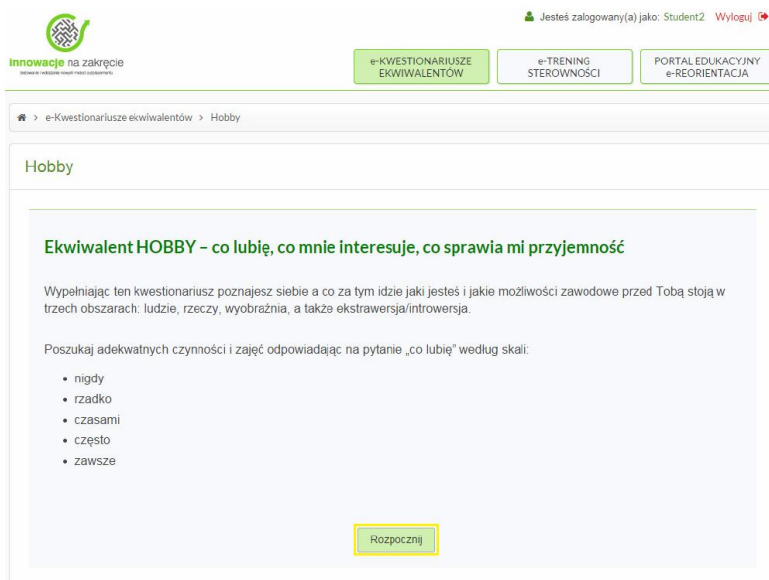 Jesteś zalogowany(a) jako: Student2 Wyloguj
innowacje na zakręcie
e-KWESTIONARIUSZE
EKWIWALENTÓW
e-TRENING
STEROWNOŚCI
PORTAL EDUKACYJNY
e-REORIENTACJA
> e-Kwestionariusze ekwiwalentów > Hobby
Hobby
Ekwiwalent HOBBY – co lubię, co mnie interesuje, co sprawia mi przyjemność
Wypełniając ten kwestionariusz poznajesz siebie a co za tym idzie jaki jesteś i jakie możliwości zawodowe przed Tobą stoją w
trzech obszarach: ludzie, rzeczy, wyobraźnia, a także ekstrawersja/introwersja.
Poszukaj adekwatnych czynności i zajęć odpowiadając na pytanie „co lubię” według skali:
• nigdy
• rzadko
• czasami
• często
• zawsze
Rozpocznij